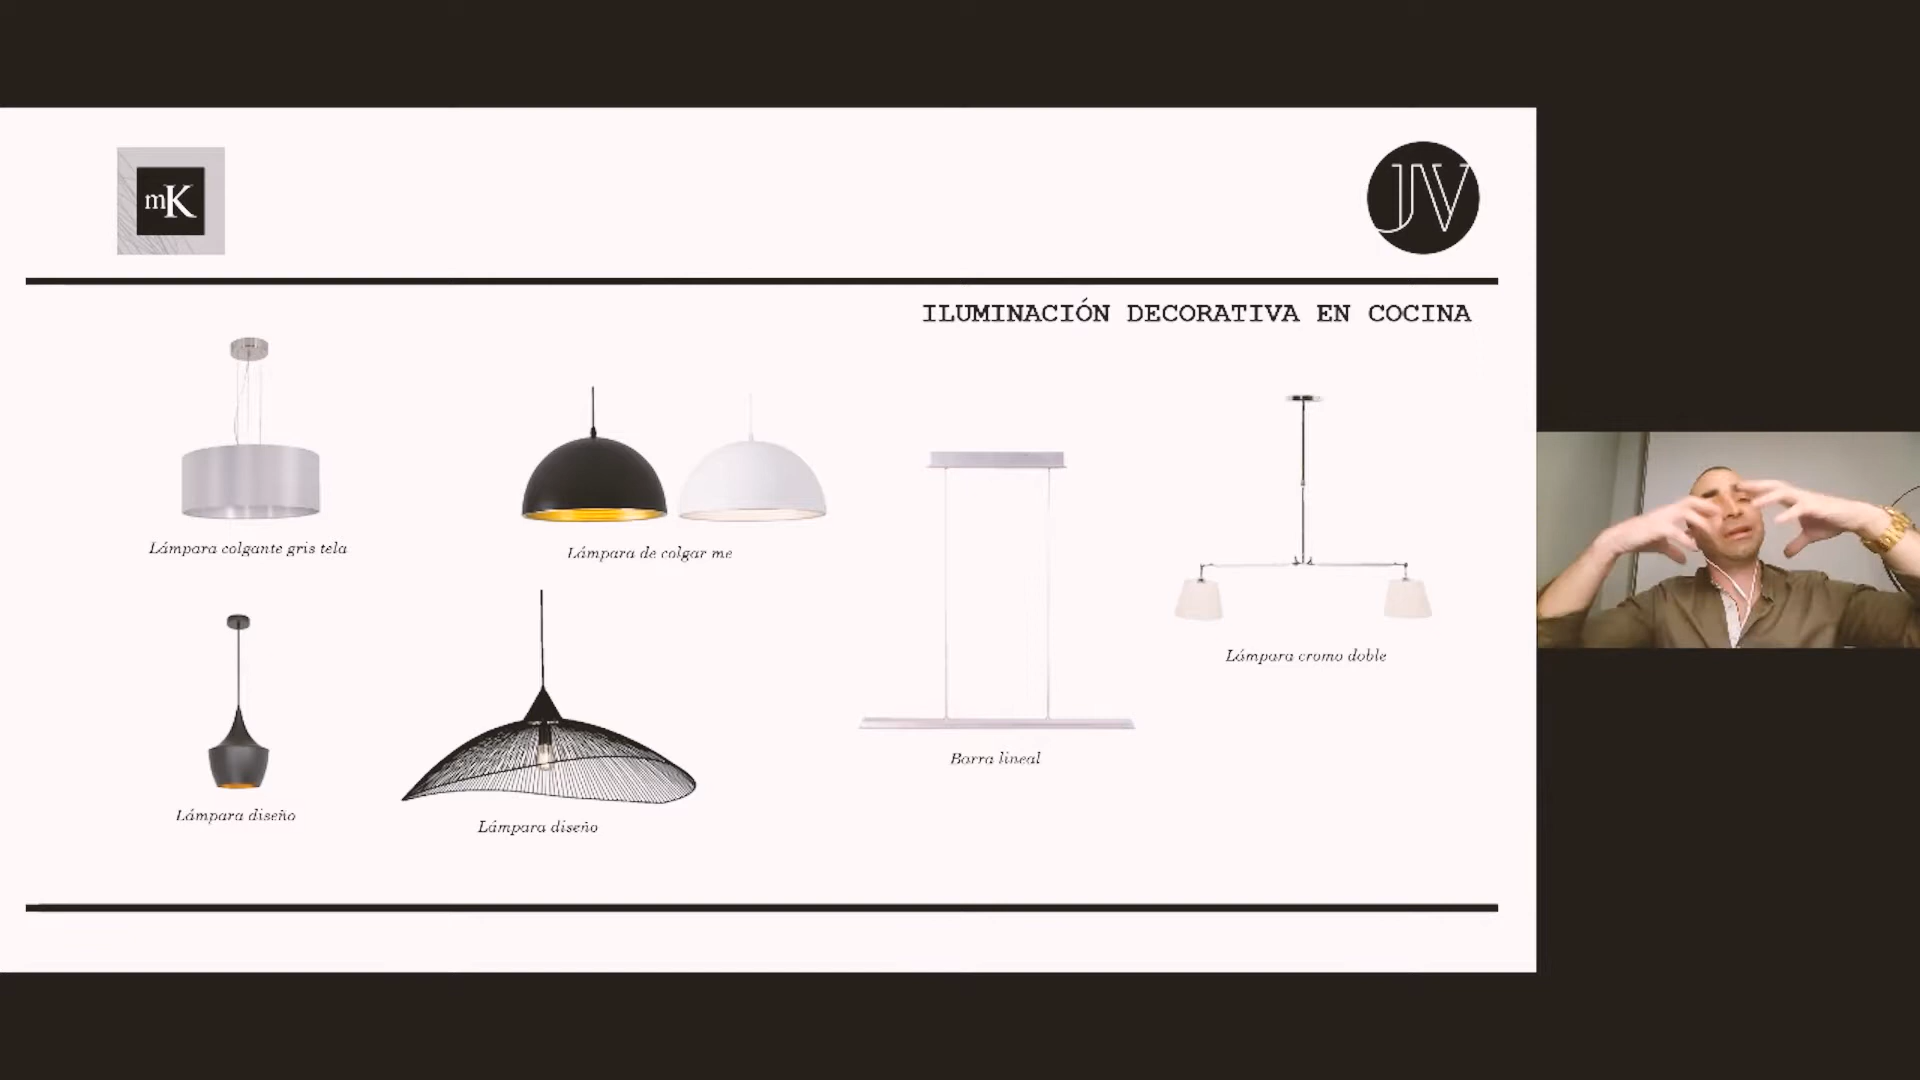 mK
JV
ILUMINACIÓN DECORATIVA EN COCINA
Lámpara colgante gris tela
Lámpara de colgar me
Lámpara cromo doble
Barra lineal
Lámpara diseño
Lámpara diseño